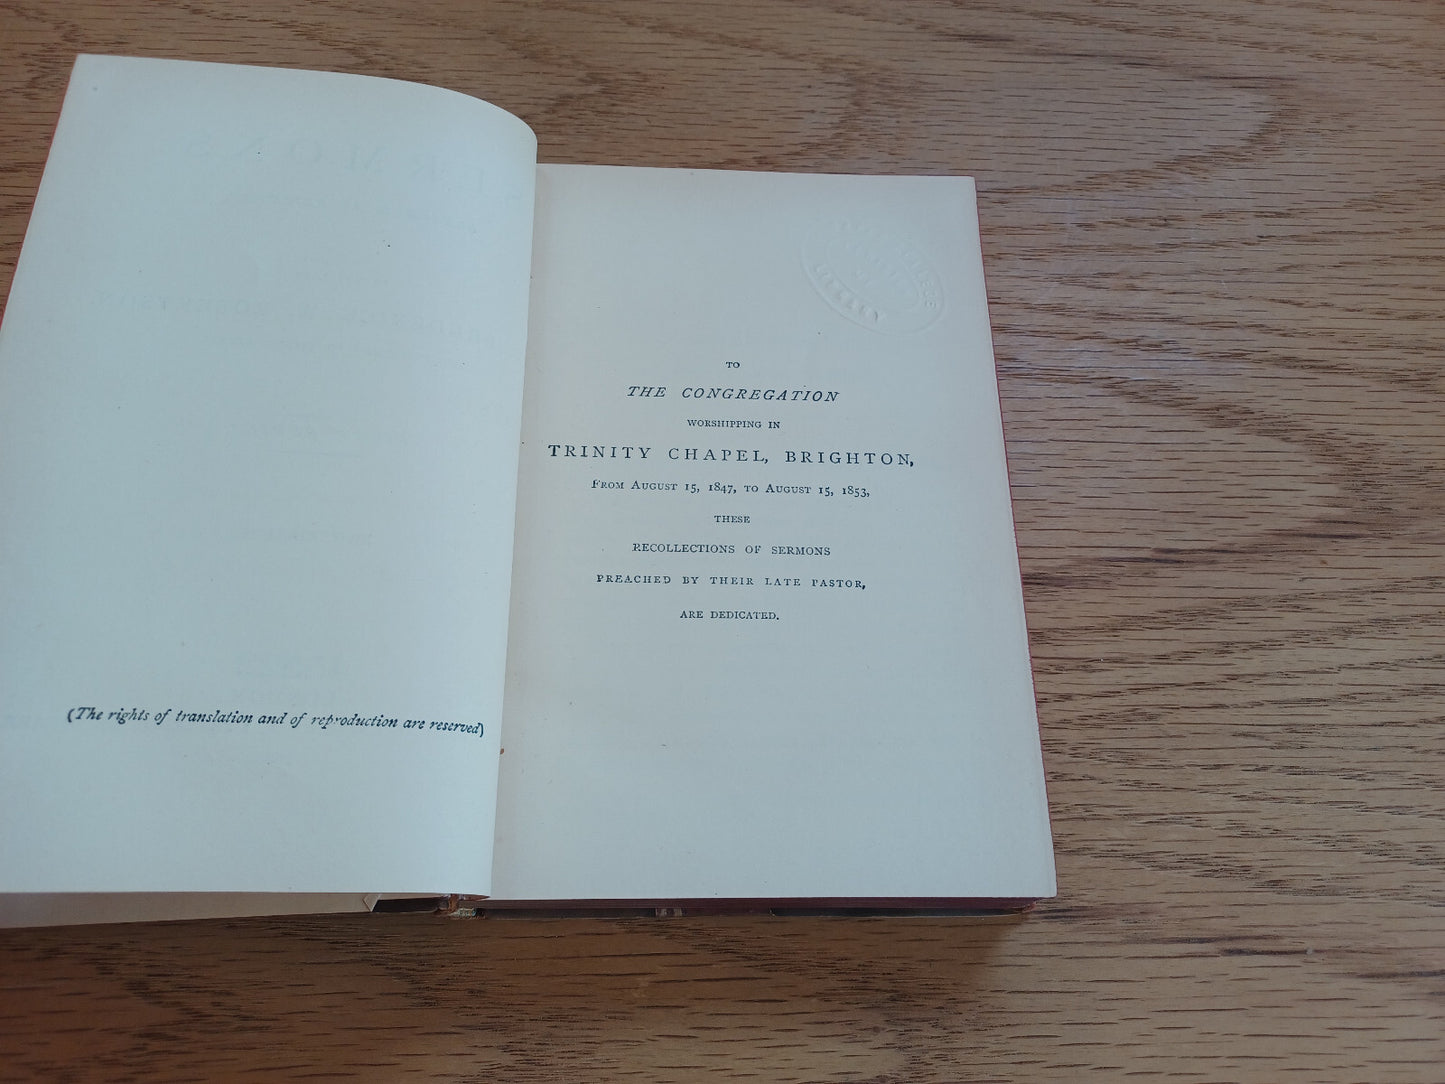 (The rights of translation and of reproduction are reserved)
TO
THE CONGREGATION
WORSHIPPING IN
TRINITY CHAPEL, BRIGHTON,
FROM AUGUST 15, 1847, TO AUGUST 15, 1853,
THESE
RECOLLECTIONS OF SERMONS
PREACHED BY THEIR LATE PASTOR,
ARE DEDICATED.
LIBRARY